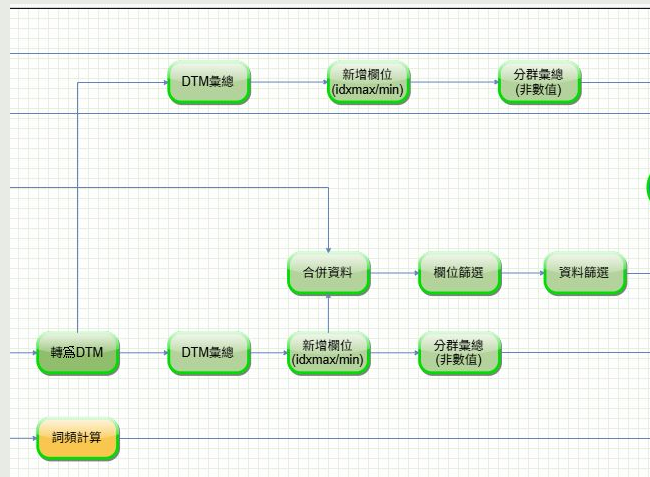 DTM彙總
新增欄位
(idxmax/min)
分群彙總
(非數值)
合併資料
欄位篩選
資料篩選
轉為DTM
DTM彙總
新增欄位
(idxmax/min)
分群彙總
(非數值)
詞頻計算